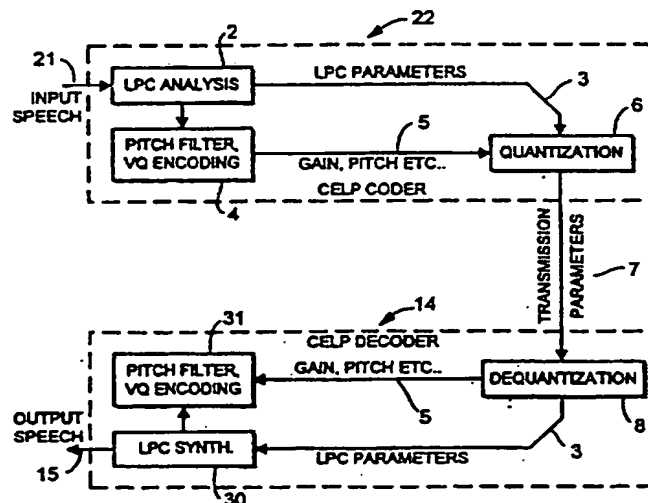 22
2
21
LPC ANALYSIS
LPC PARAMETERS
3
INPUT
SPEECH
6
PITCH FILTER,
VQ ENCODING
5
GAIN, PITCH ETC..
QUANTIZATION
CELP CODER
4
TRANSMISSION
PARAMETERS
7
14
31
CELP DECODER
PITCH FILTER,
VQ ENCODING
GAIN, PITCH ETC..
5
DEQUANTIZATION
8
OUTPUT
SPEECH
15
LPC SYNTH.
LPC PARAMETERS
3
30